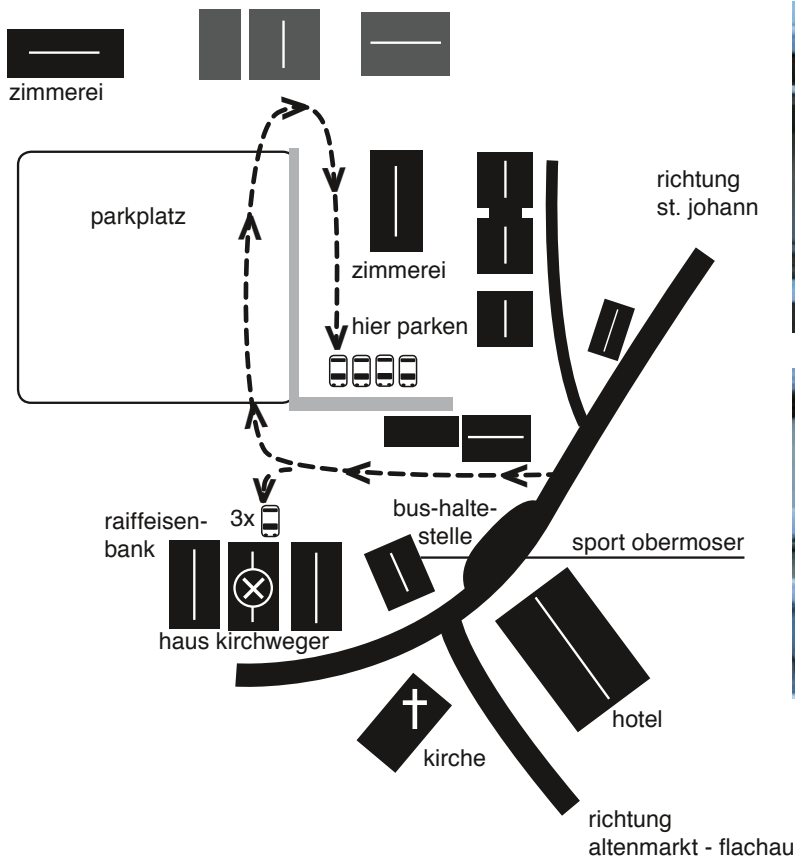 zimmerei
parkplatz
richtung
st. johann
zimmerei
hier parken
bus-halte-
stelle
raiffeisen-
bank
3x
sport obermoser
haus kirchweger
hotel
kirche
richtung
altenmarkt - flachau